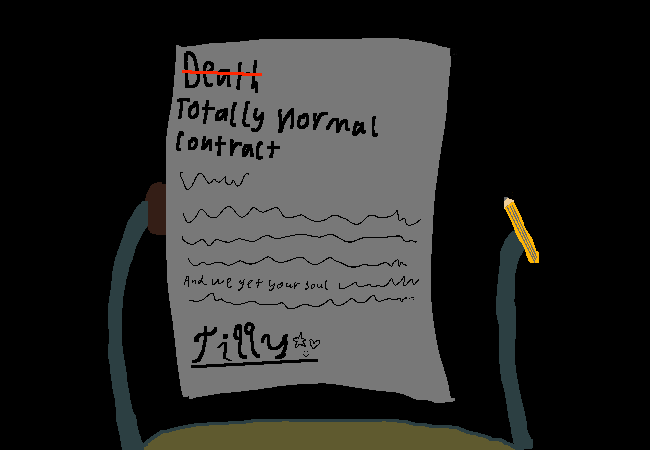 Death
Totally normal
contract
And we get your soul
Tilly